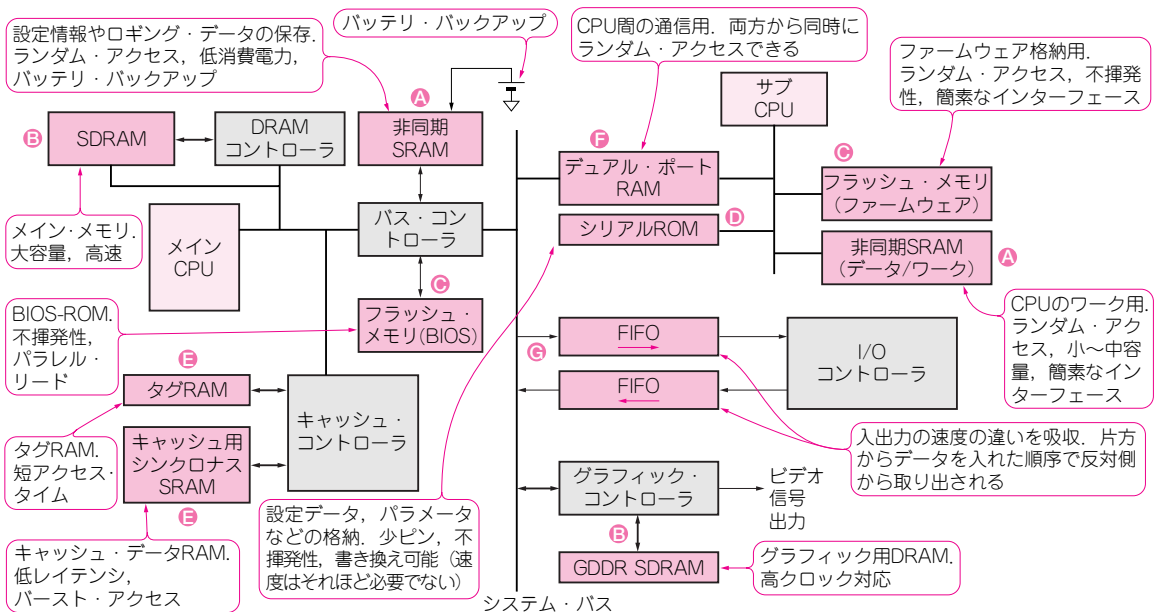 設定情報やロギング・データの保存．
ランダム・アクセス，低消費電力，
バッテリ・バックアップ
バッテリ・バックアップ
CPU間の通信用．両方から同時に
ランダム・アクセスできる
ファームウェア格納用．
ランダム・アクセス，不揮発
性，簡素なインターフェース
サブ
CPU
A
B
SDRAM
DRAM
コントローラ
非同期
SRAM
F
デュアル・ポート
RAM
C
フラッシュ・メモリ
(ファームウェア)
メイン・メモリ．
大容量，高速
メイン
CPU
バス・コン
トローラ
シリアルROM
D
非同期SRAM
(データ/ワーク)
A
C
フラッシュ・
メモリ(BIOS)
BIOS-ROM．
不揮発性，
パラレル・
リード
CPUのワーク用．
ランダム・アク
セス，小～中容
量，簡素なイン
ターフェース
G
FIFO
FIFO
I/O
コントローラ
E
タグRAM
キャッシュ・
コントローラ
タグRAM．
短アクセス・
タイム
キャッシュ用
シンクロナス
SRAM
E
入出力の速度の違いを吸収．片方
からデータを入れた順序で反対側
から取り出される
グラフィック・
コントローラ
ビデオ
信号
出力
設定データ，パラメータ
などの格納．少ピン，不
揮発性，書き換え可能（速
度はそれほど必要でない）
B
GDDR SDRAM
グラフィック用DRAM．
高クロック対応
キャッシュ・データRAM．
低レイテンシ，
バースト・アクセス
システム・バス